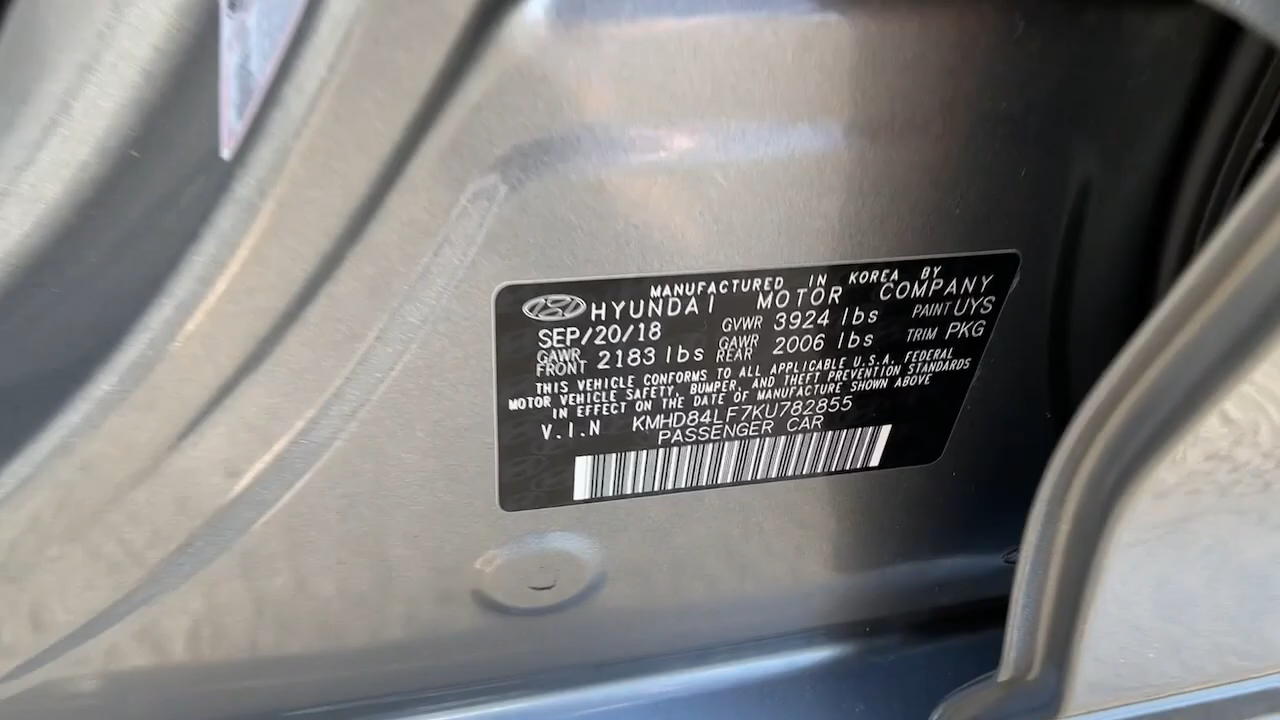 MANUFACTURED IN KOREA BY
HYUNDAI MOTOR COMPANY
SEP/20/18 GVWR 3924 lbs PAINT UYS
GAWR FRONT 2183 lbs GAWR REAR 2006 lbs TRIM PKG
THIS VEHICLE CONFORMS TO ALL APPLICABLE U.S.A. FEDERAL
MOTOR VEHICLE SAFETY, BUMPER, AND THEFT PREVENTION STANDARDS
IN EFFECT ON THE DATE OF MANUFACTURE SHOWN ABOVE
V.I.N KMHD84LF7KU782855
PASSENGER CAR